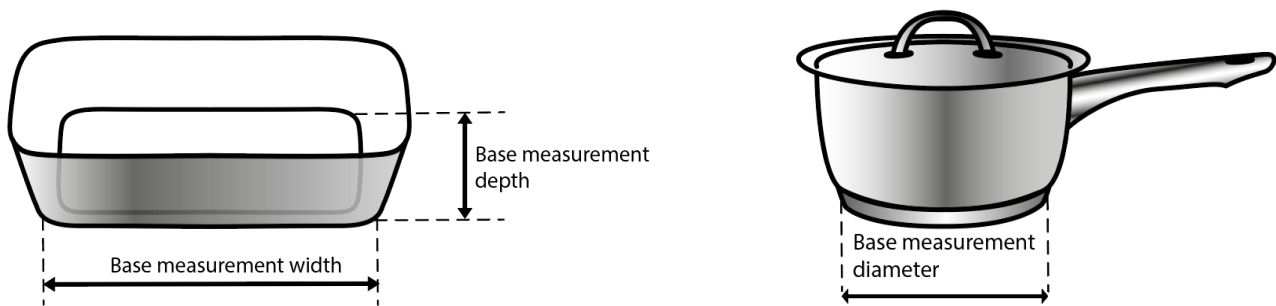 Base measurement
depth
Base measurement width
Base measurement
diameter